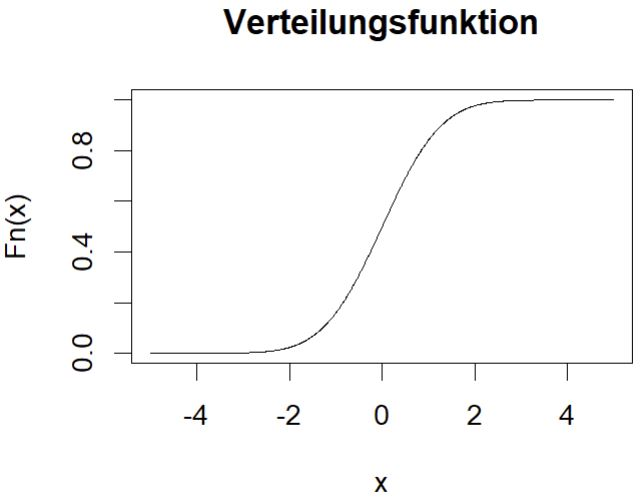 Verteilungsfunktion
Fn(x)
0.8
0.4
0.0
-4 -2 0 2 4
x